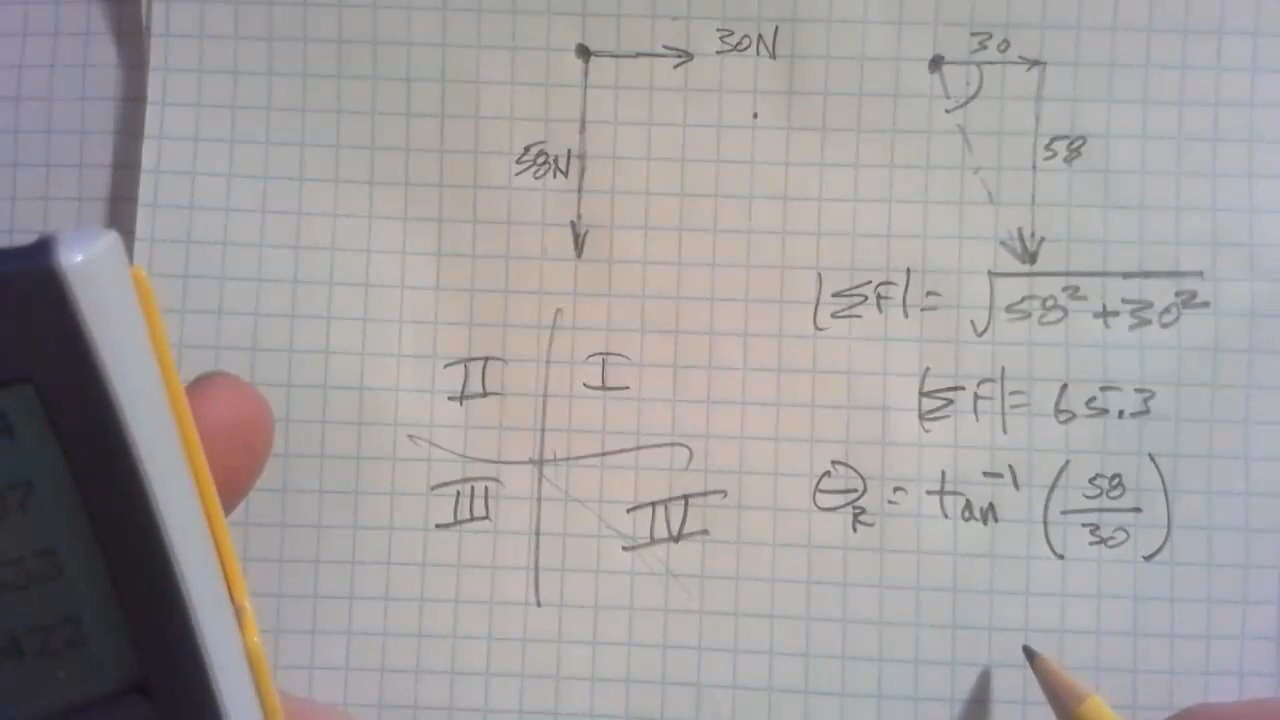 30N
30
58N
58
|ΣF| = √58² + 30²
II I
|ΣF| = 65.3
III IV
θR = tan⁻¹ (58/30)